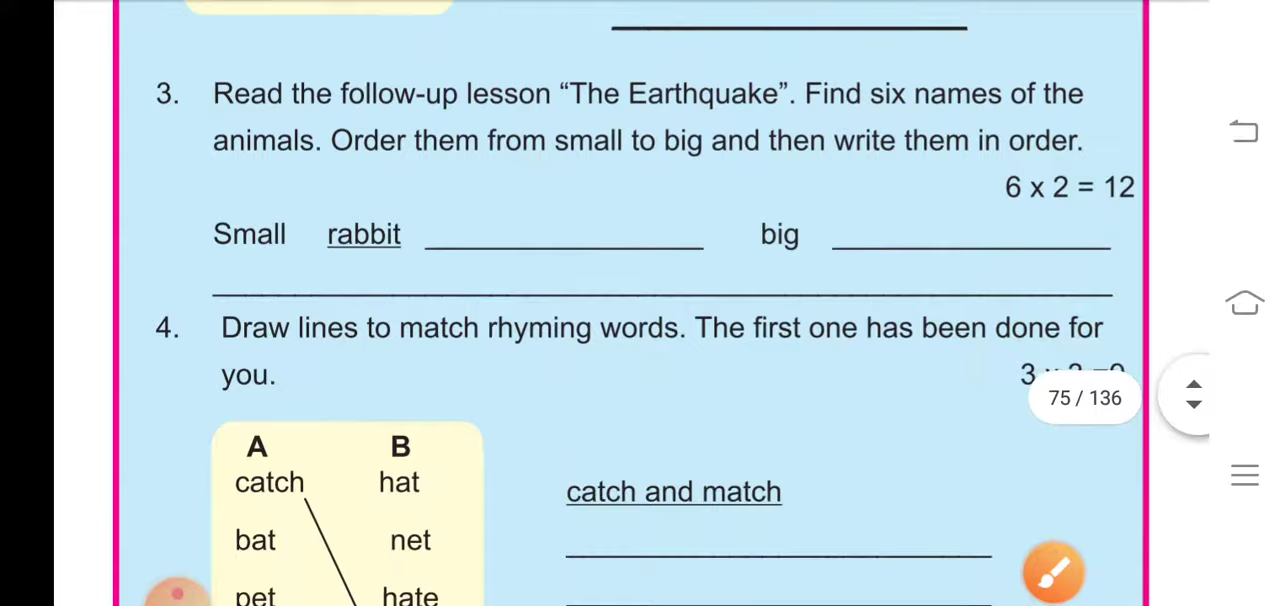 3. Read the follow-up lesson “The Earthquake”. Find six names of the
animals. Order them from small to big and then write them in order.
6 x 2 = 12
Small rabbit ________________ big ________________
4. Draw lines to match rhyming words. The first one has been done for
you.
75 / 136
A B
catch hat
catch and match
bat net
pet hate